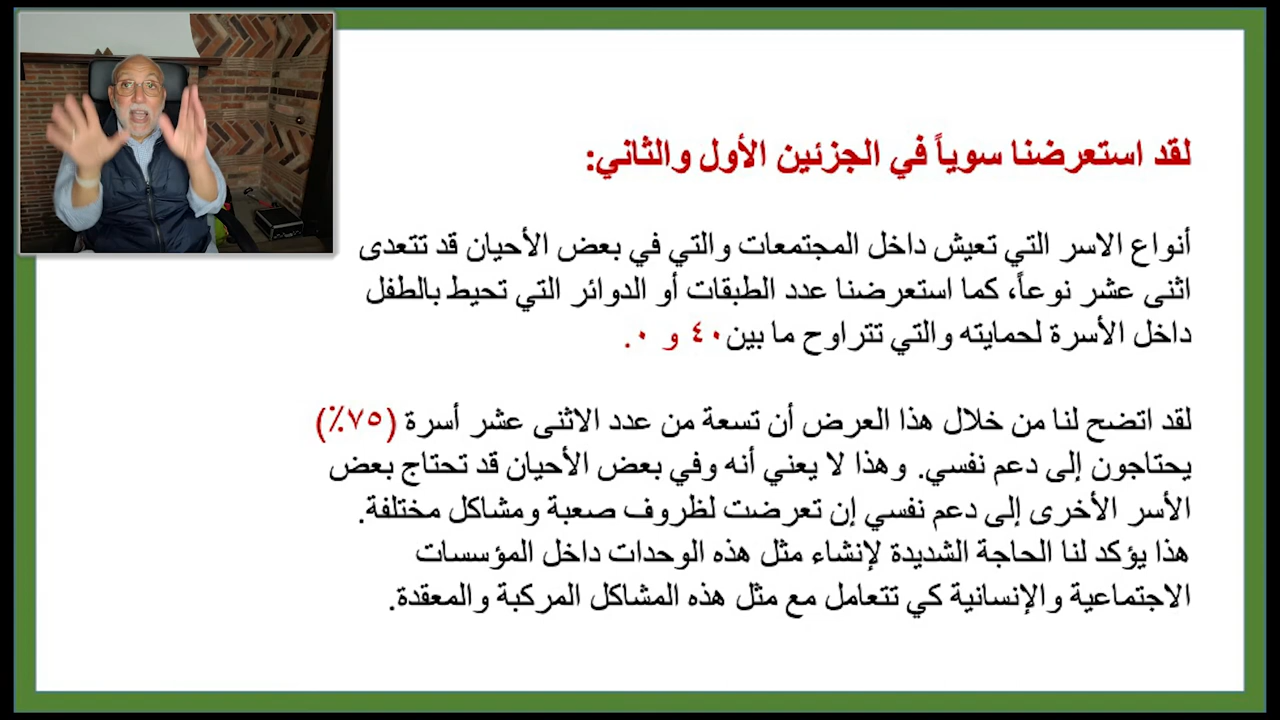 لقد استعرضنا سوياً في الجزئين الأول والثاني:
أنواع الاسر التي تعيش داخل المجتمعات والتي في بعض الأحيان قد تتعدى
اثنى عشر نوعاً، كما استعرضنا عدد الطبقات أو الدوائر التي تحيط بالطفل
داخل الأسرة لحمايته والتي تتراوح ما بين٤٠ و ٠.
لقد اتضح لنا من خلال هذا العرض أن تسعة من عدد الاثنى عشر أسرة (٧٥٪)
يحتاجون إلى دعم نفسي. وهذا لا يعني أنه وفي بعض الأحيان قد تحتاج بعض
الأسر الأخرى إلى دعم نفسي إن تعرضت لظروف صعبة ومشاكل مختلفة.
هذا يؤكد لنا الحاجة الشديدة لإنشاء مثل هذه الوحدات داخل المؤسسات
الاجتماعية والإنسانية كي تتعامل مع مثل هذه المشاكل المركبة والمعقدة.